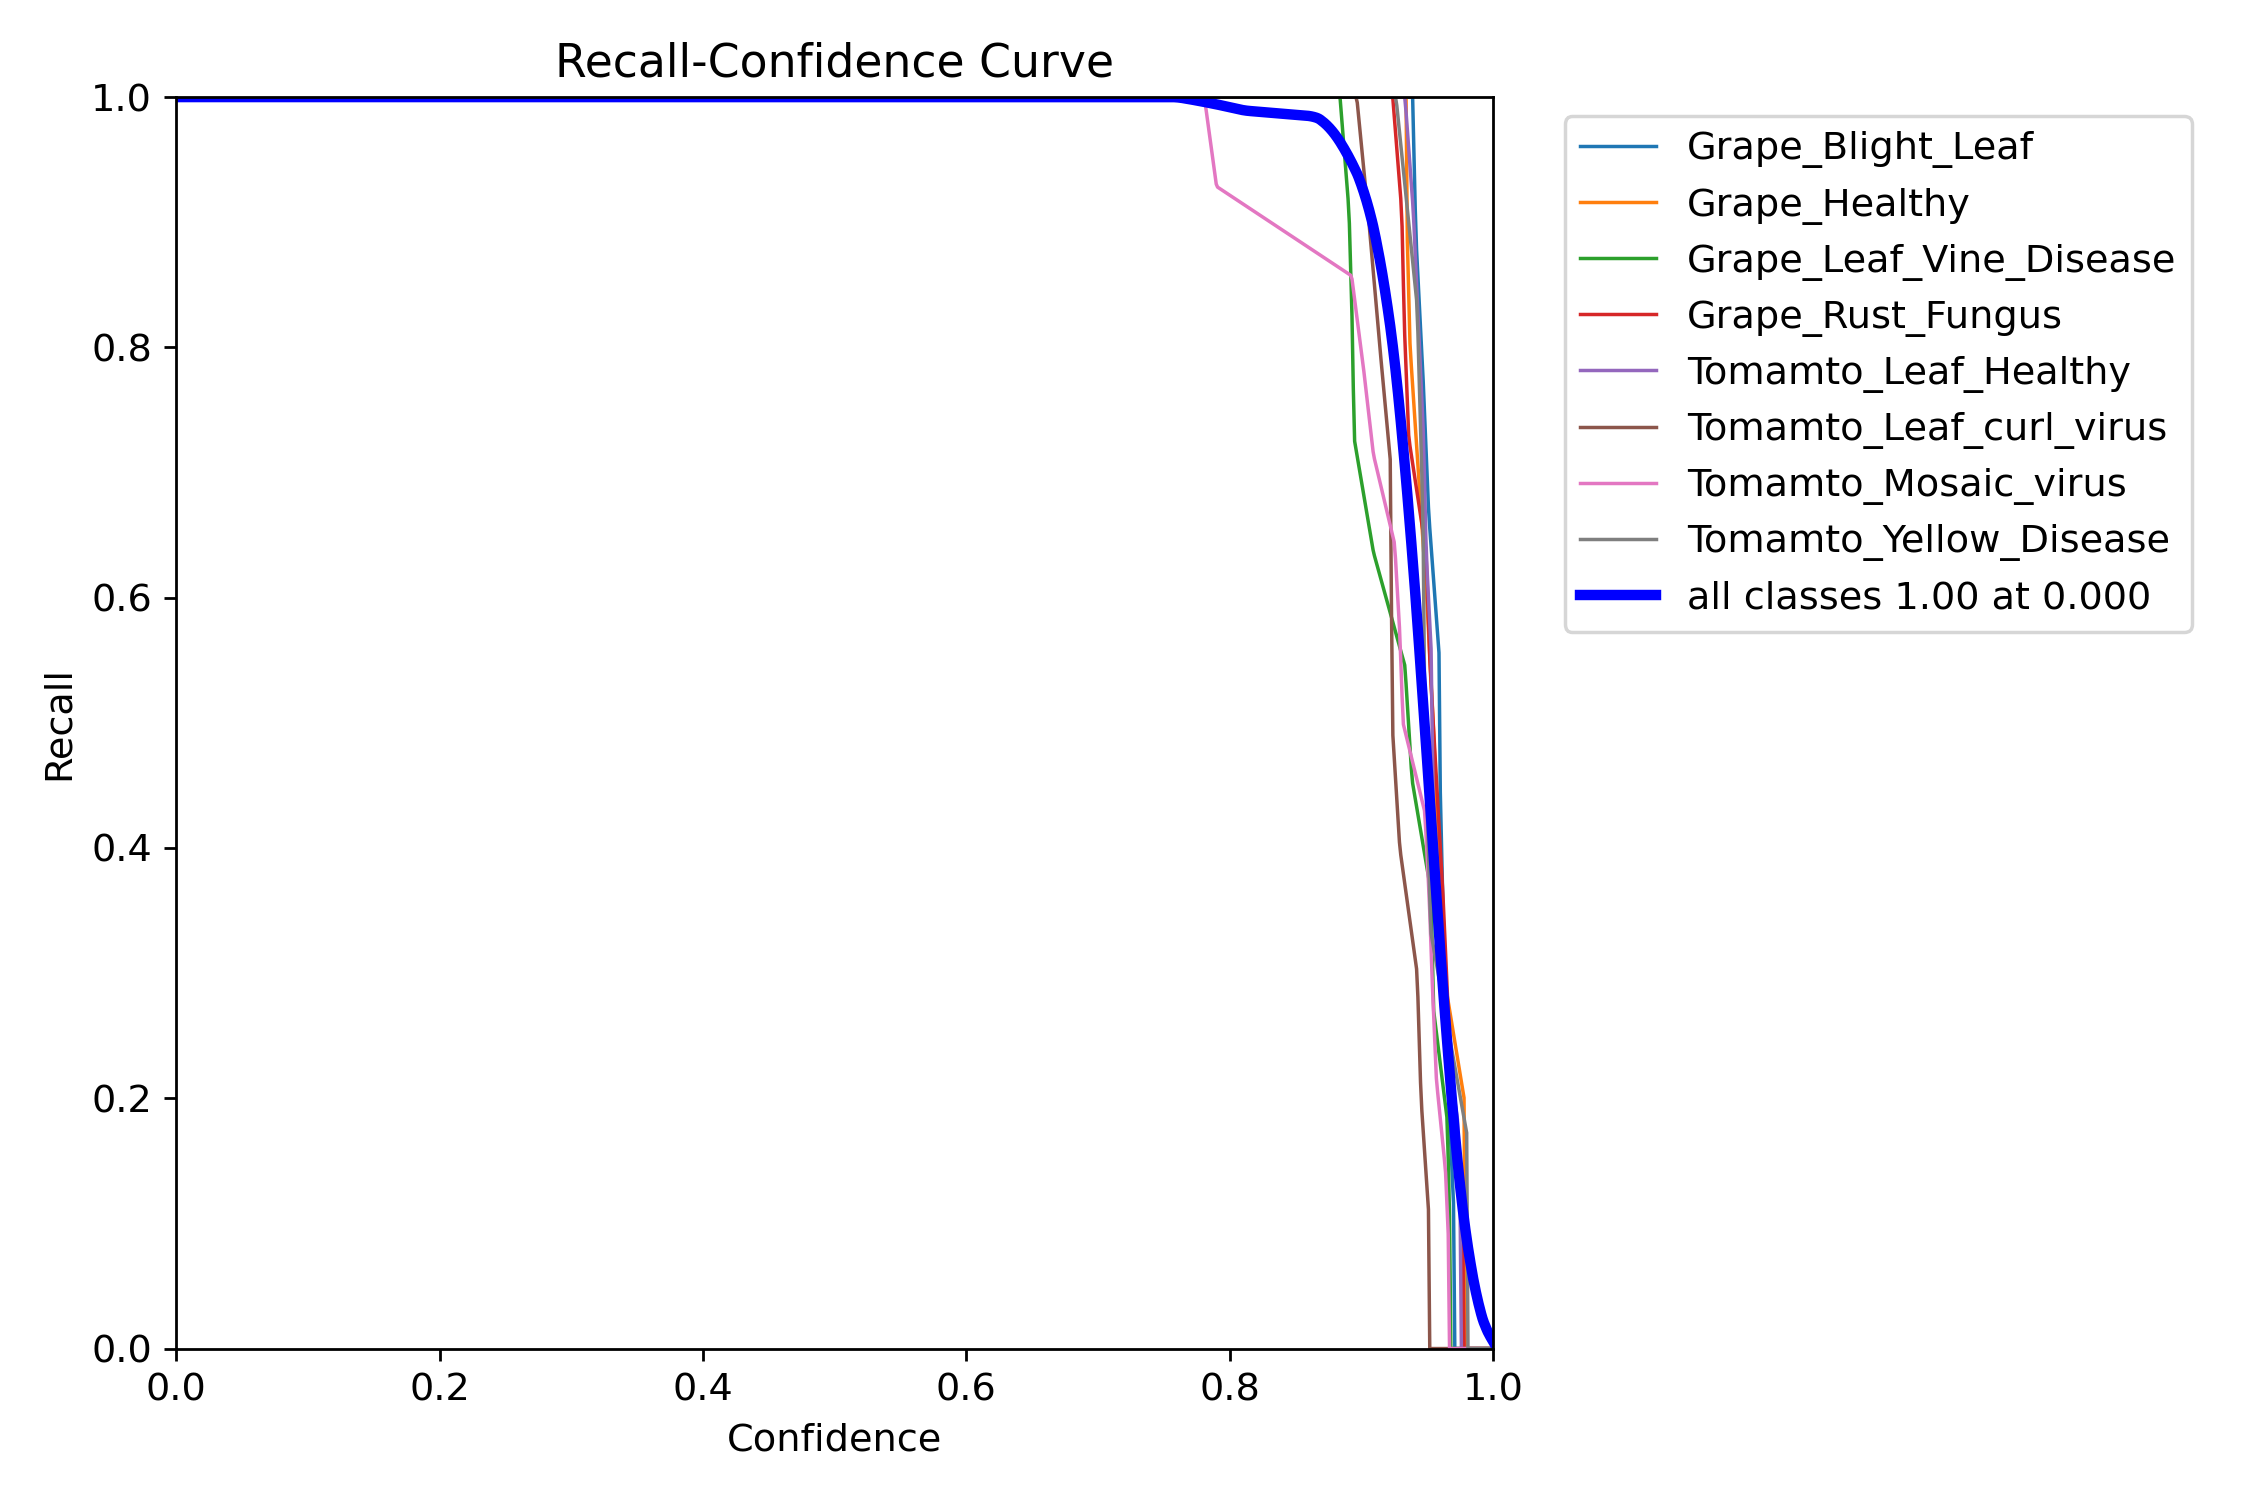 Recall-Confidence Curve
1.0
0.8
0.6
0.4
0.2
0.0
Recall
0.0 0.2 0.4 0.6 0.8 1.0
Confidence
Grape_Blight_Leaf
Grape_Healthy
Grape_Leaf_Vine_Disease
Grape_Rust_Fungus
Tomamto_Leaf_Healthy
Tomamto_Leaf_curl_virus
Tomamto_Mosaic_virus
Tomamto_Yellow_Disease
all classes 1.00 at 0.000